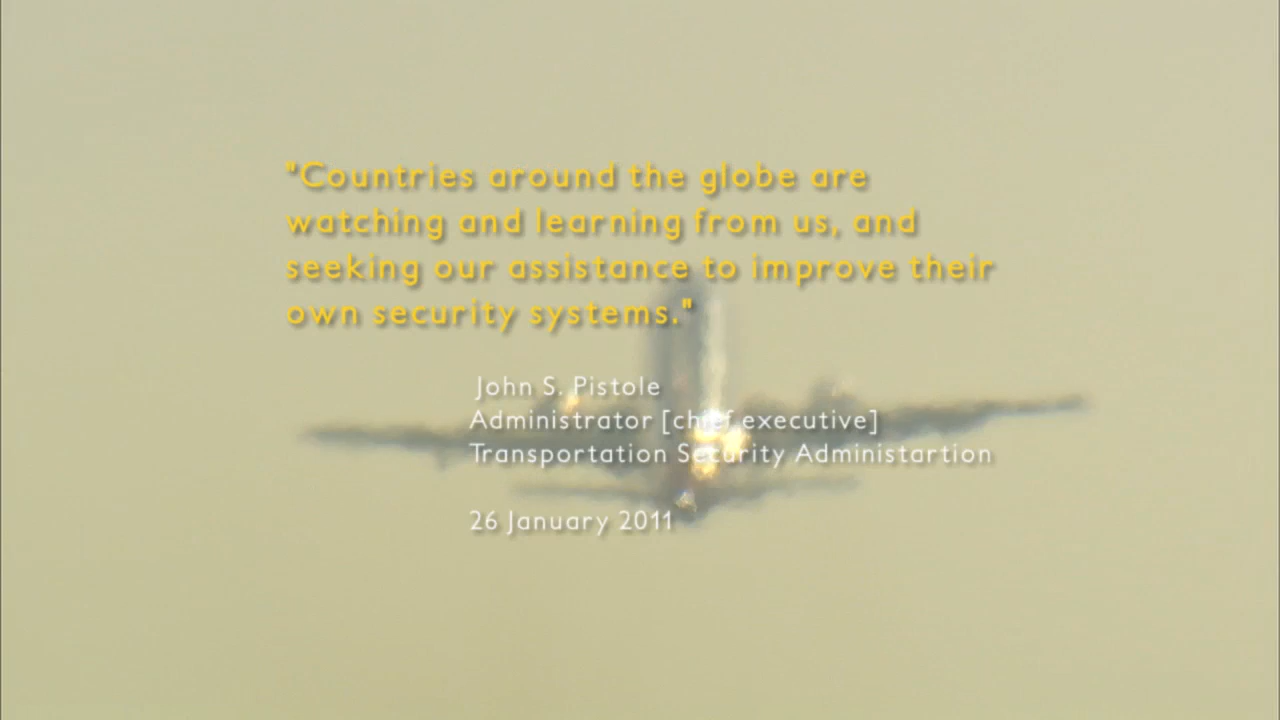 "Countries around the globe are
watching and learning from us, and
seeking our assistance to improve their
own security systems."
John S. Pistole
Administrator [chief executive]
Transportation Security Administartion
26 January 2011